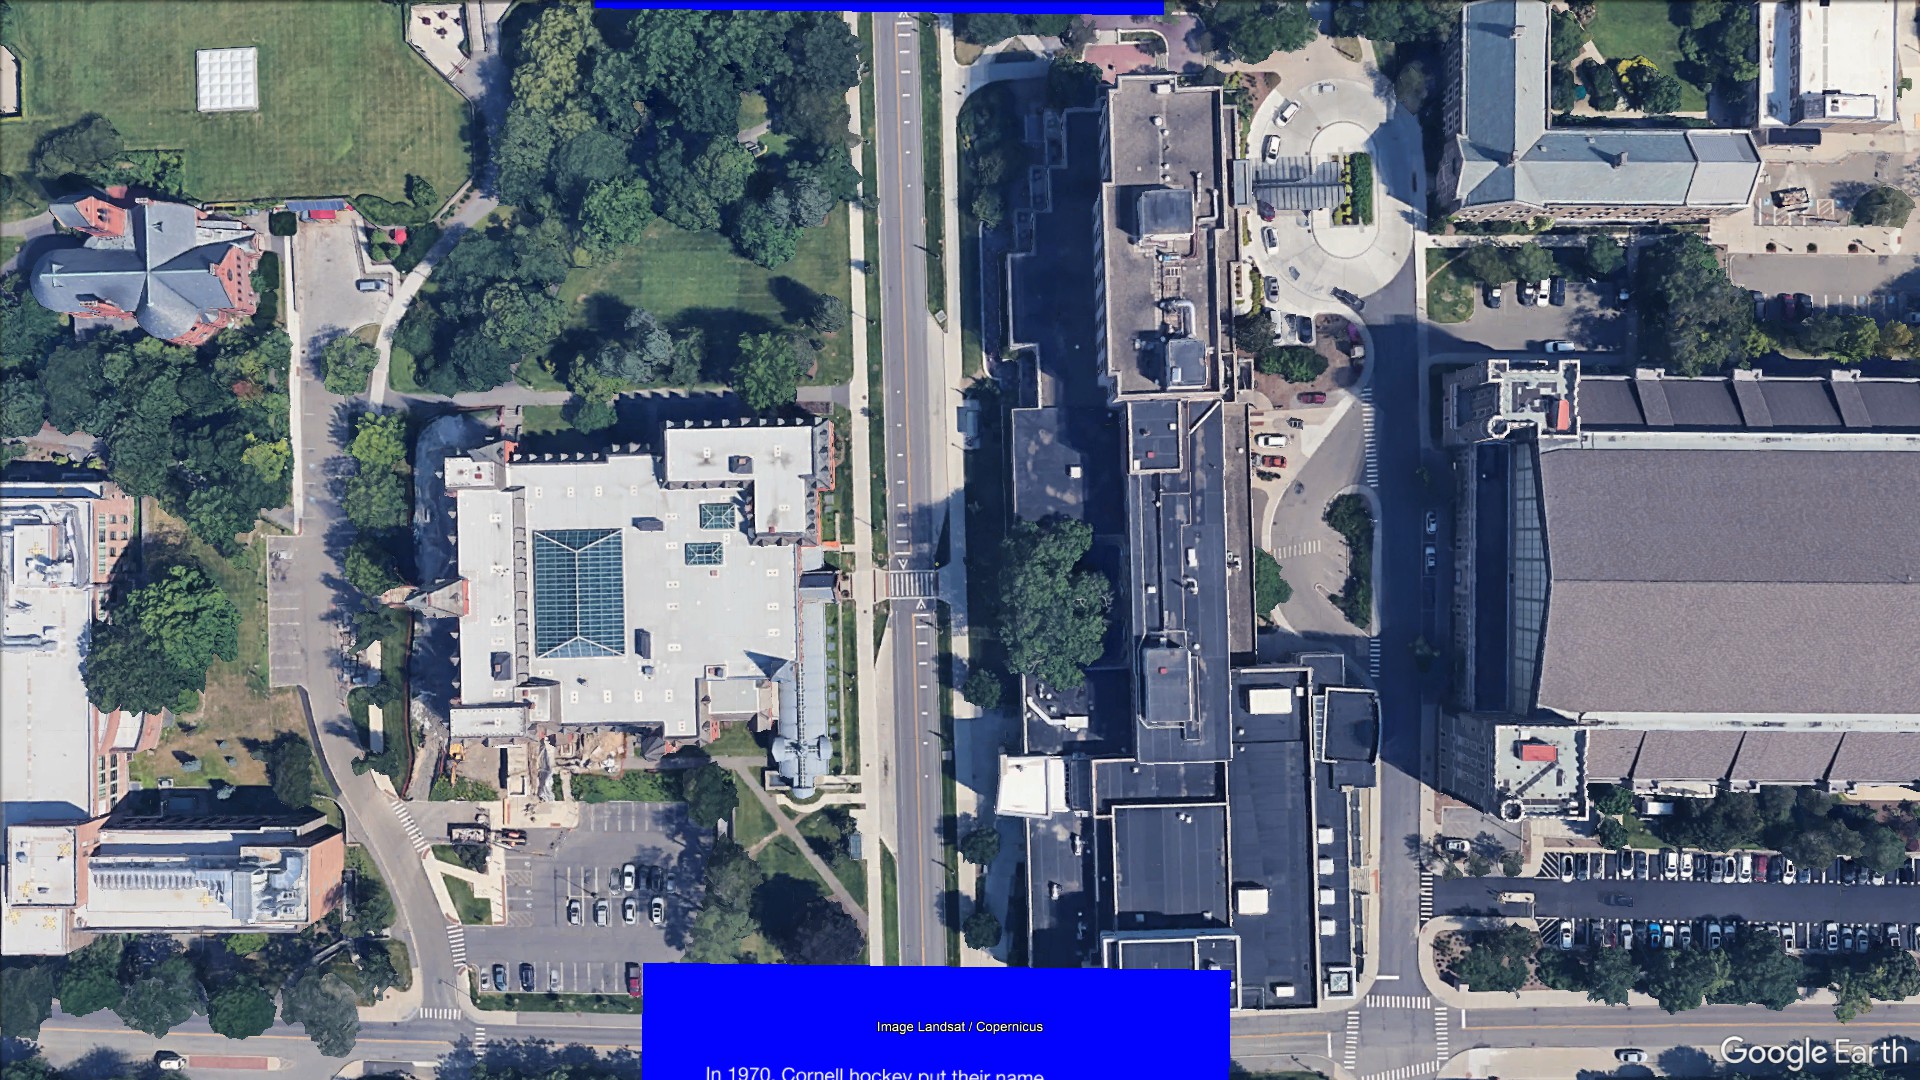 Image Landsat / Copernicus
Google Earth
In 1970, Cornell hockey put their name